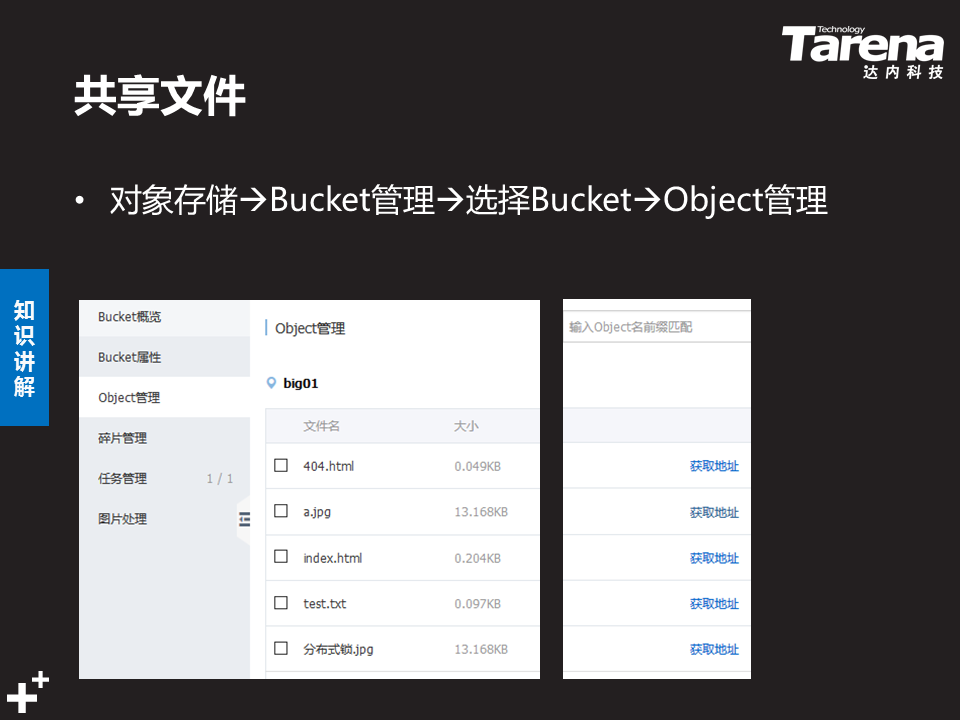 Technology
Tarena
达内科技
共享文件
• 对象存储→Bucket管理→选择Bucket→Object管理
知识讲解
Bucket概览
Bucket属性
Object管理
碎片管理
任务管理 1 / 1
图片处理
Object管理
big01
文件名 大小
404.html 0.049KB
a.jpg 13.168KB
index.html 0.204KB
test.txt 0.097KB
分布式锁.jpg 13.168KB
输入Object名前缀匹配
获取地址
获取地址
获取地址
获取地址
获取地址